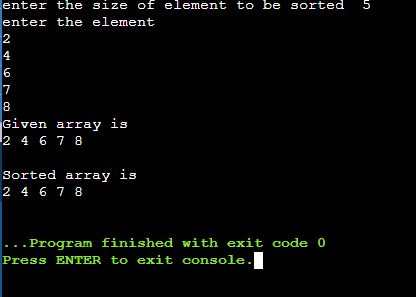 enter the size of element to be sorted  5
enter the element
2
4
6
7
8
Given array is
2 4 6 7 8
Sorted array is
2 4 6 7 8
...Program finished with exit code 0
Press ENTER to exit console.